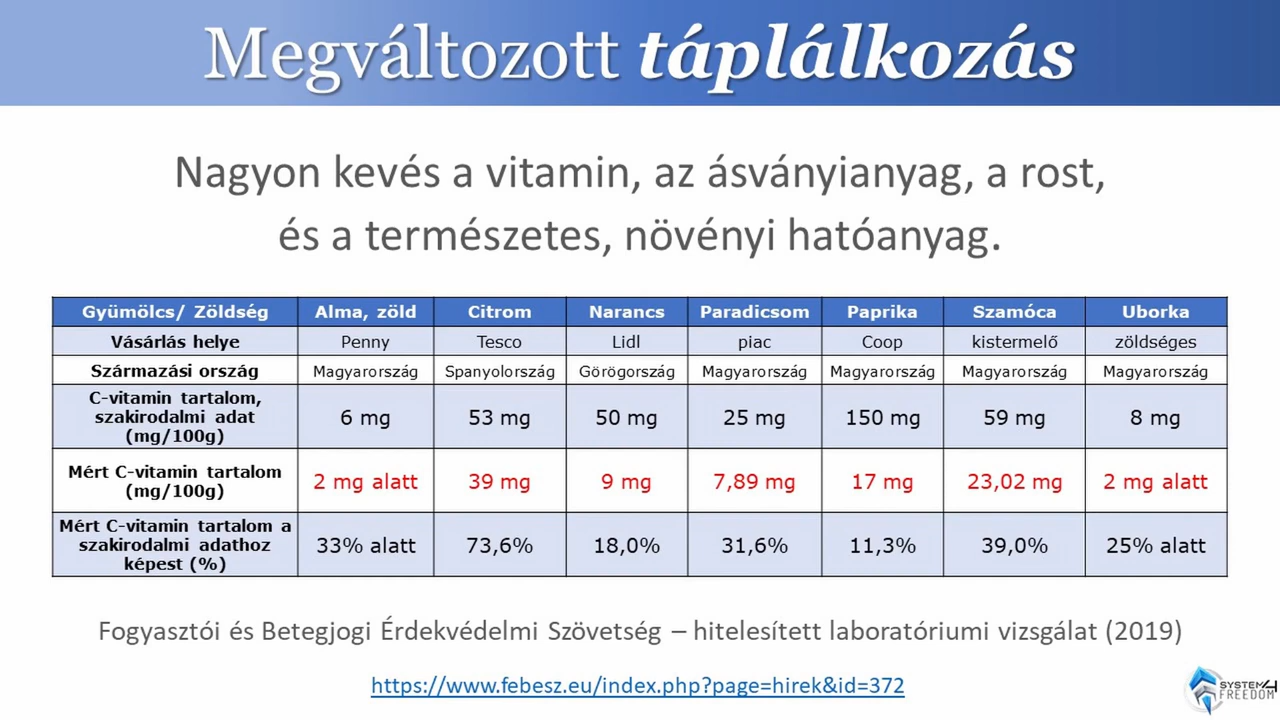 Megváltozott táplálkozás
Nagyon kevés a vitamin, az ásványianyag, a rost,
és a természetes, növényi hatóanyag.
Gyümölcs/ Zöldség Alma, zöld Citrom Narancs Paradicsom Paprika Szamóca Uborka
Vásárlás helye Penny Tesco Lidl piac Coop kistermelő zöldséges
Származási ország Magyarország Spanyolország Görögország Magyarország Magyarország Magyarország Magyarország
C-vitamin tartalom,
szakirodalmi adat
(mg/100g)
6 mg 53 mg 50 mg 25 mg 150 mg 59 mg 8 mg
Mért C-vitamin tartalom
(mg/100g)
2 mg alatt 39 mg 9 mg 7,89 mg 17 mg 23,02 mg 2 mg alatt
Mért C-vitamin tartalom a
szakirodalmi adathoz
képest (%)
33% alatt 73,6% 18,0% 31,6% 11,3% 39,0% 25% alatt
Fogyasztói és Betegjogi Érdekvédelmi Szövetség – hitelesített laboratóriumi vizsgálat (2019)
https://www.febesz.eu/index.php?page=hirek&id=372
SYSTEM4
FREEDOM